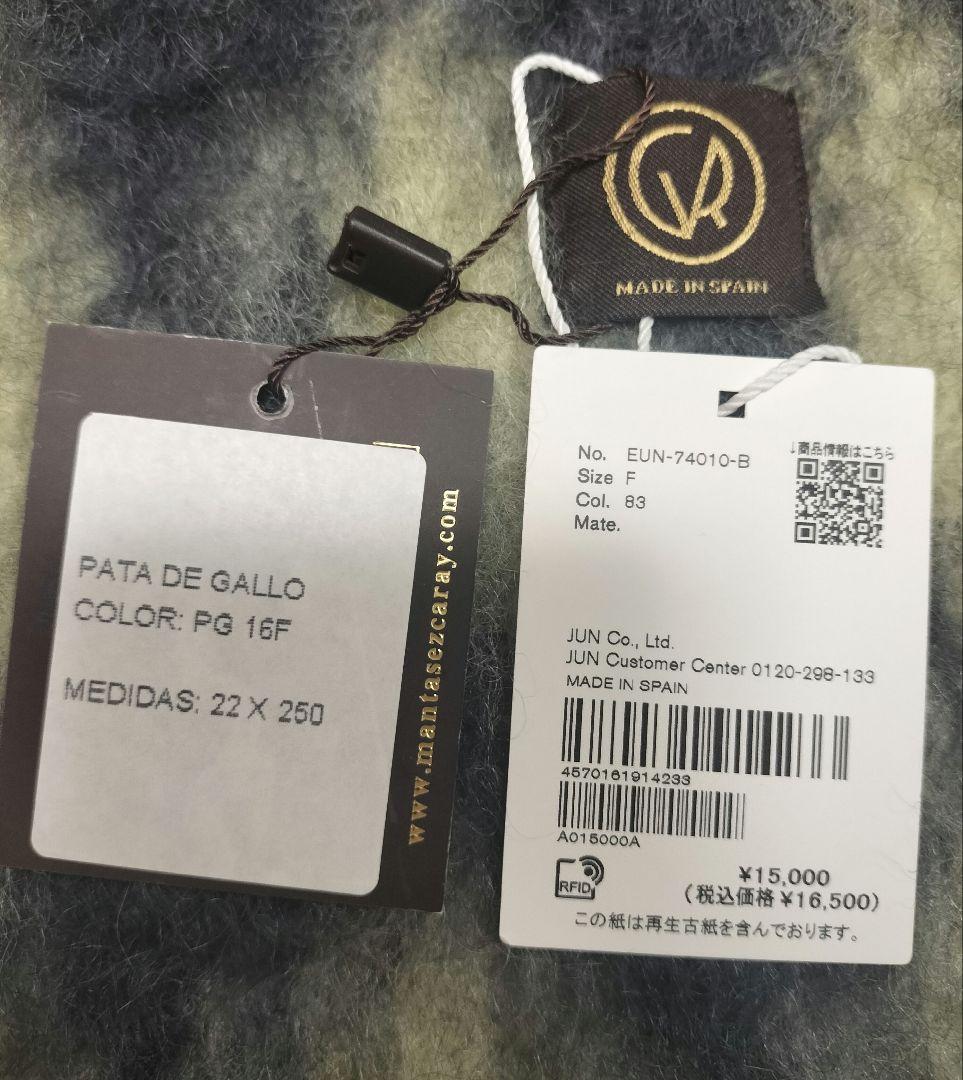 MADE IN SPAIN
PATA DE GALLO
COLOR: PG 16F
MEDIDAS: 22 X 250
www.mantasezcaray.com
No. EUN-74010-B
Size F
Col. 83
Mate.
↓商品情報はこちら
JUN Co., Ltd.
JUN Customer Center 0120-298-133
MADE IN SPAIN
4570161914233
A015000A
RFID
¥15,000
(税込価格¥16,500)
この紙は再生古紙を含んでおります。